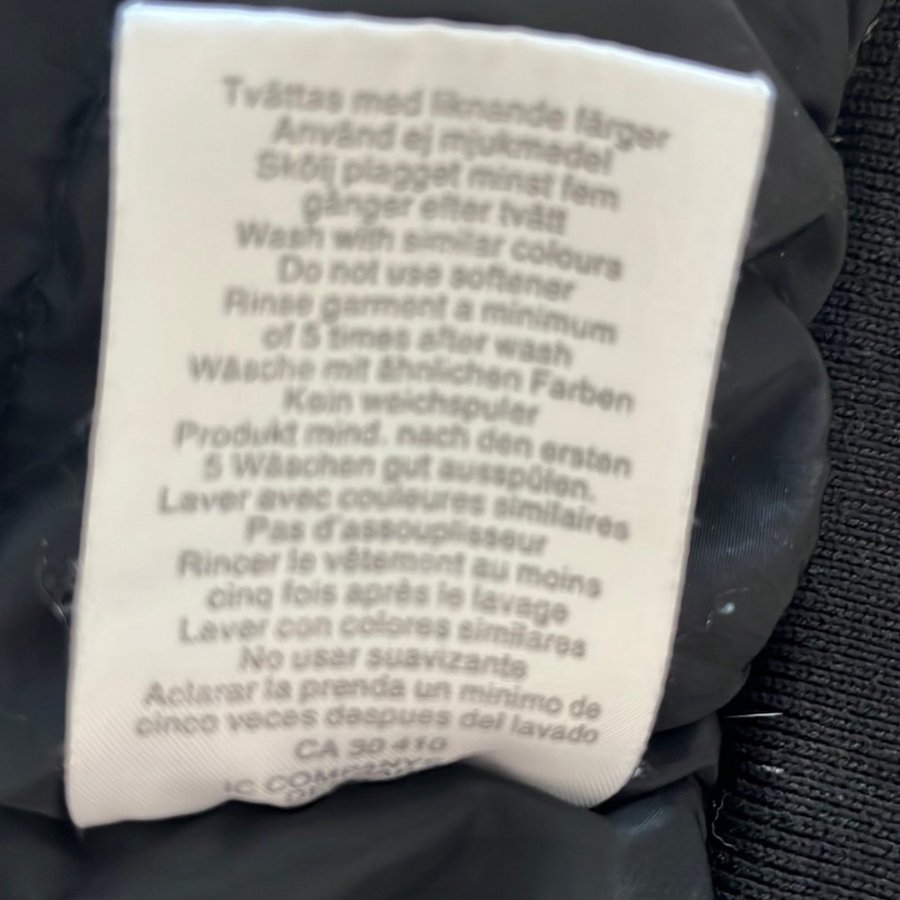 Tvättas med liknande färger
Använd ej mjukmedel
Skölj plagget minst fem
gånger efter tvätt
Wash with similar colours
Do not use softener
Rinse garment a minimum
of 5 times after wash
Wäsche mit ähnlichen Farben
Kein weichspuler
Produkt mind. nach den ersten
5 Wäschen gut ausspülen.
Laver avec couleures similaires
Pas d'assouplisseur
Rincer le vêtement au moins
cinq fois après le lavage
Laver con colores similares
No usar suavizante
Aclarar la prenda un minimo de
cinco veces despues del lavado
CA 30 410
IC COMPANYS